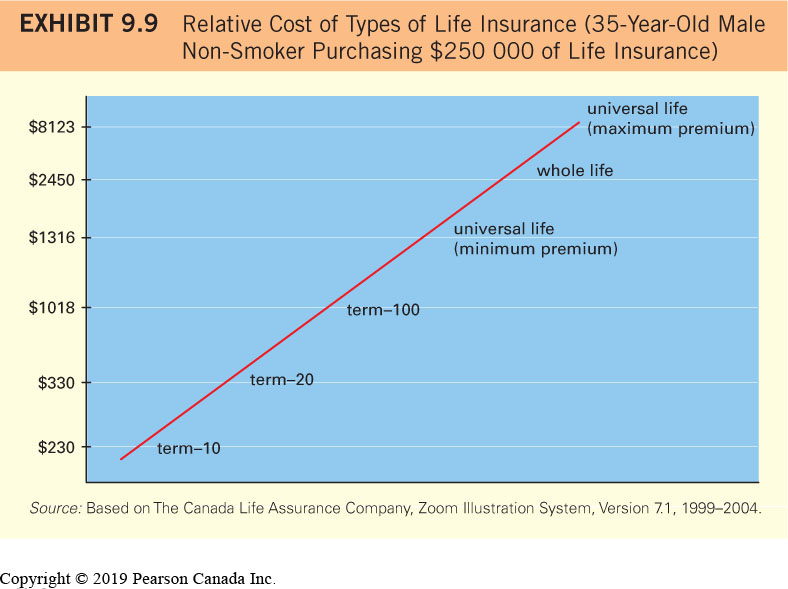 EXHIBIT 9.9 Relative Cost of Types of Life Insurance (35-Year-Old Male
Non-Smoker Purchasing $250 000 of Life Insurance)
universal life
$8123
(maximum premium)
whole life
$2450
universal life
$1316
(minimum premium)
$1018
term–100
$330
term–20
$230
term–10
Source: Based on The Canada Life Assurance Company, Zoom Illustration System, Version 7.1, 1999–2004.
Copyright © 2019 Pearson Canada Inc.